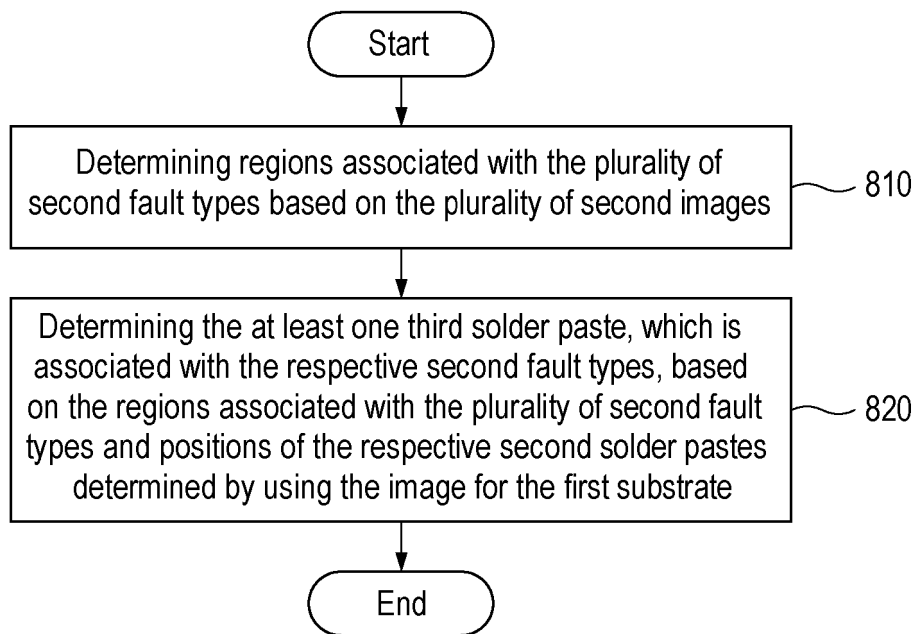 Start
Determining regions associated with the plurality of
second fault types based on the plurality of second images
810
Determining the at least one third solder paste, which is
associated with the respective second fault types, based
on the regions associated with the plurality of second fault
types and positions of the respective second solder pastes
determined by using the image for the first substrate
820
End